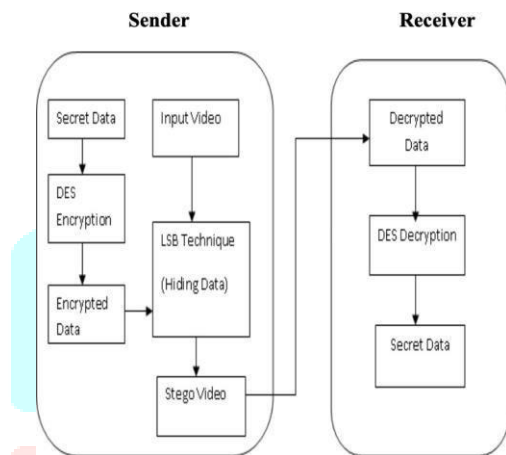 Sender
Receiver
Secret Data
DES
Encryption
Encrypted
Data
Input Video
LSB Technique
(Hiding Data)
Stego Video
Decrypted
Data
DES Decryption
Secret Data